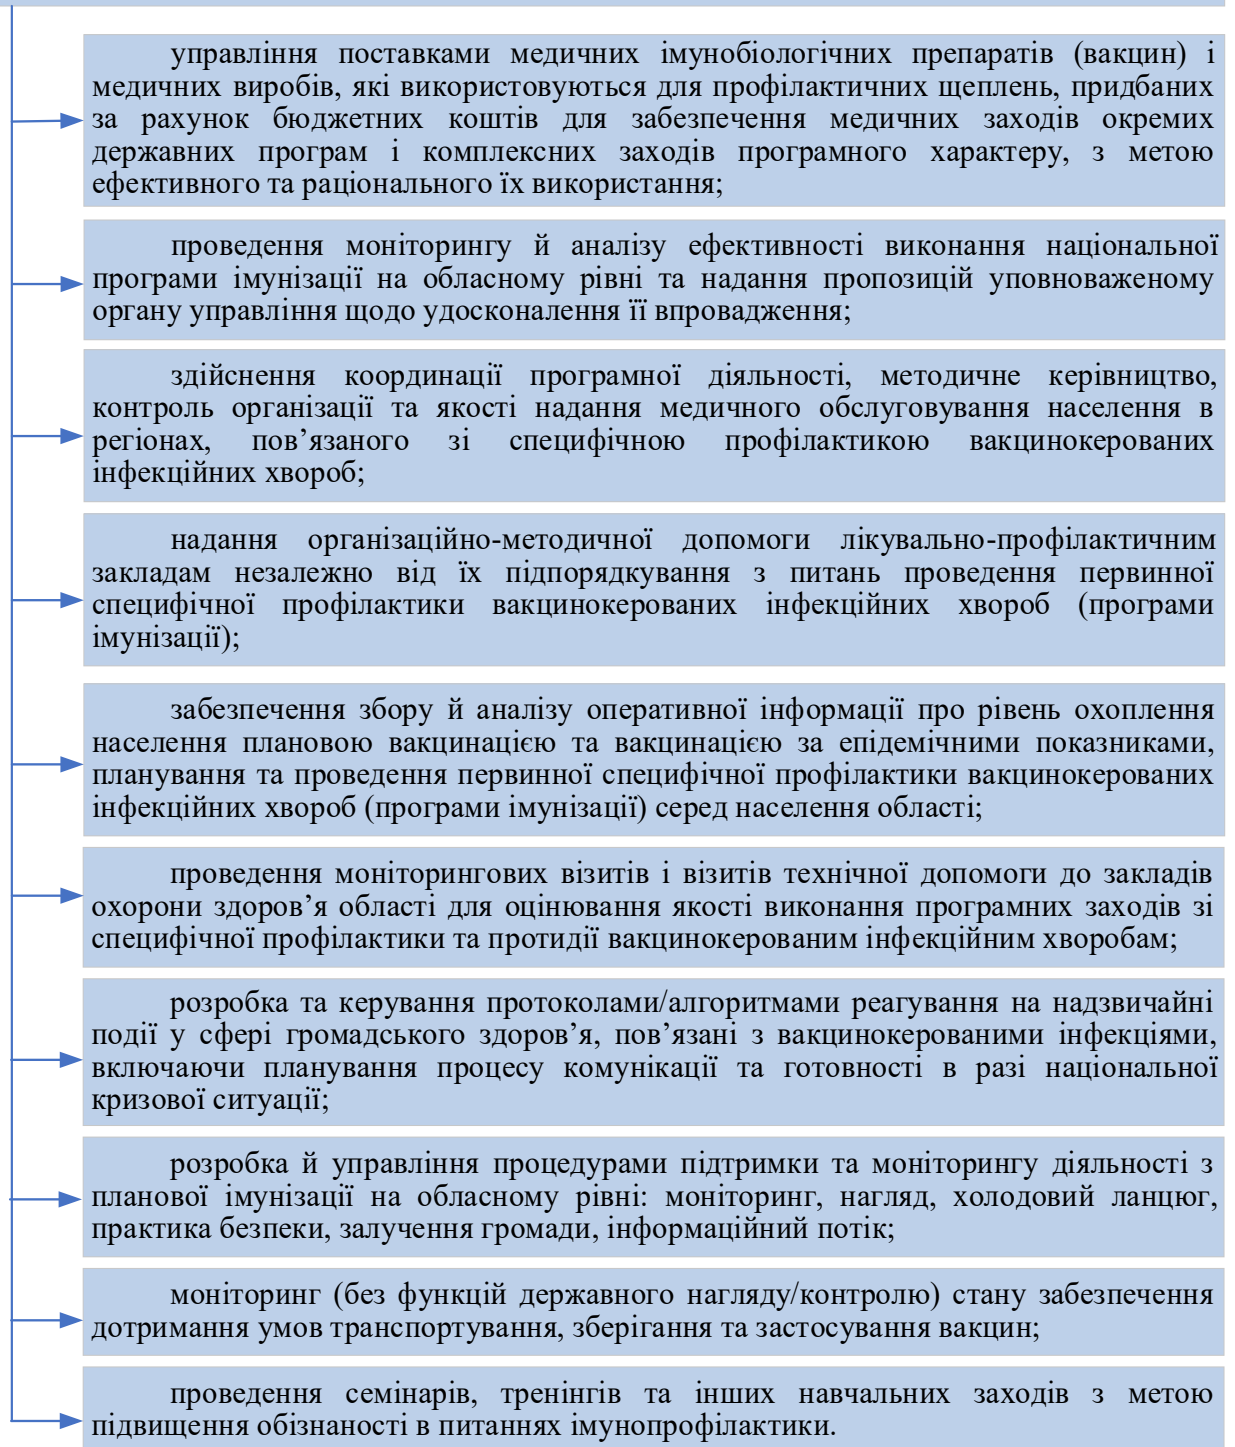 управління поставками медичних імунобіологічних препаратів (вакцин) і
медичних виробів, які використовуються для профілактичних щеплень, придбаних
за рахунок бюджетних коштів для забезпечення медичних заходів окремих
державних програм і комплексних заходів програмного характеру, з метою
ефективного та раціонального їх використання;
проведення моніторингу й аналізу ефективності виконання національної
програми імунізації на обласному рівні та надання пропозицій уповноваженому
органу управління щодо удосконалення її впровадження;
здійснення координації програмної діяльності, методичне керівництво,
контроль організації та якості надання медичного обслуговування населення в
регіонах, пов’язаного зі специфічною профілактикою вакцинокерованих
інфекційних хвороб;
надання організаційно-методичної допомоги лікувально-профілактичним
закладам незалежно від їх підпорядкування з питань проведення первинної
специфічної профілактики вакцинокерованих інфекційних хвороб (програми
імунізації);
забезпечення збору й аналізу оперативної інформації про рівень охоплення
населення плановою вакцинацією та вакцинацією за епідемічними показниками,
планування та проведення первинної специфічної профілактики вакцинокерованих
інфекційних хвороб (програми імунізації) серед населення області;
проведення моніторингових візитів і візитів технічної допомоги до закладів
охорони здоров’я області для оцінювання якості виконання програмних заходів зі
специфічної профілактики та протидії вакцинокерованим інфекційним хворобам;
розробка та керування протоколами/алгоритмами реагування на надзвичайні
події у сфері громадського здоров’я, пов’язані з вакцинокерованими інфекціями,
включаючи планування процесу комунікації та готовності в разі національної
кризової ситуації;
розробка й управління процедурами підтримки та моніторингу діяльності з
планової імунізації на обласному рівні: моніторинг, нагляд, холодовий ланцюг,
практика безпеки, залучення громади, інформаційний потік;
моніторинг (без функцій державного нагляду/контролю) стану забезпечення
дотримання умов транспортування, зберігання та застосування вакцин;
проведення семінарів, тренінгів та інших навчальних заходів з метою
підвищення обізнаності в питаннях імунопрофілактики.